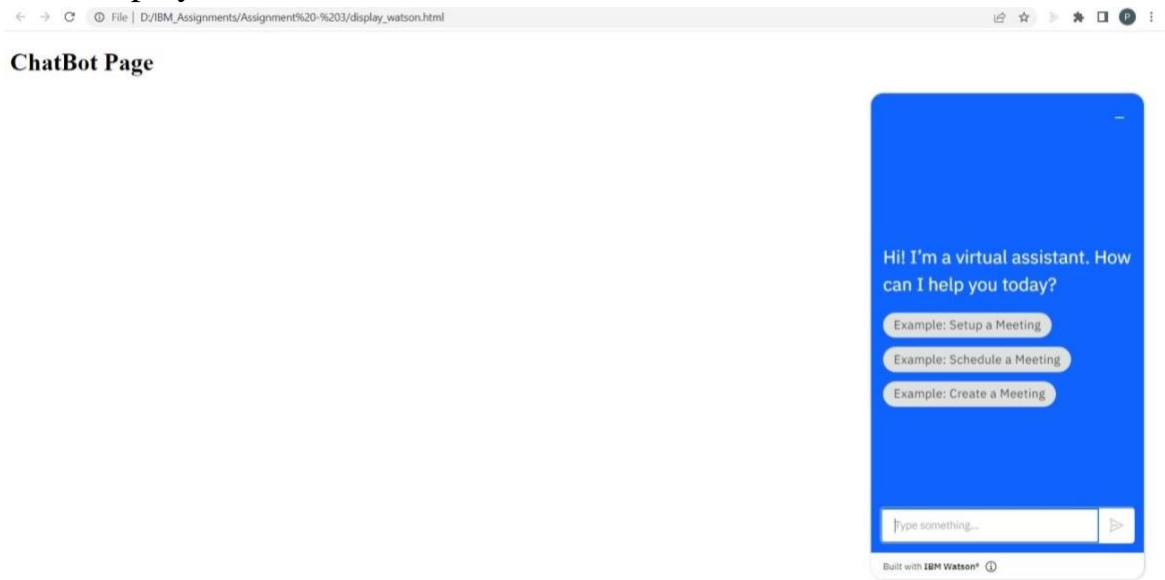 File | D:/IBM_Assignments/Assignment%20-%203/display_watson.html
P
ChatBot Page
Hi! I'm a virtual assistant. How
can I help you today?
Example: Setup a Meeting
Example: Schedule a Meeting
Example: Create a Meeting
Type something...
Built with IBM Watson®